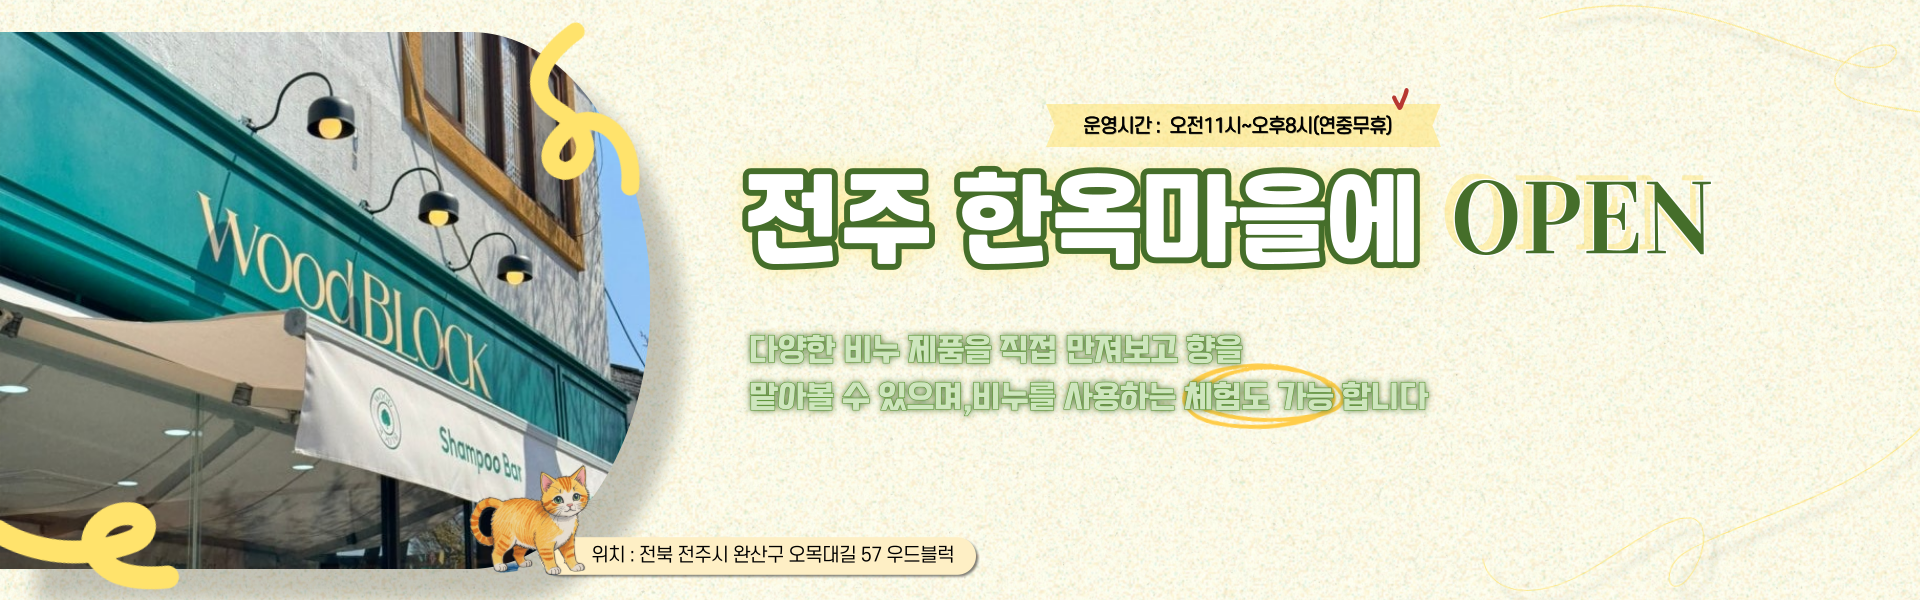 WOOD BLOCK
Shampoo Bar
운영시간 : 오전11시~오후8시(연중무휴)
전주 한옥마을에 OPEN
다양한 비누 제품을 직접 만져보고 향을
맡아볼 수 있으며,비누를 사용하는 체험도 가능 합니다
위치 : 전북 전주시 완산구 오목대길 57 우드블럭